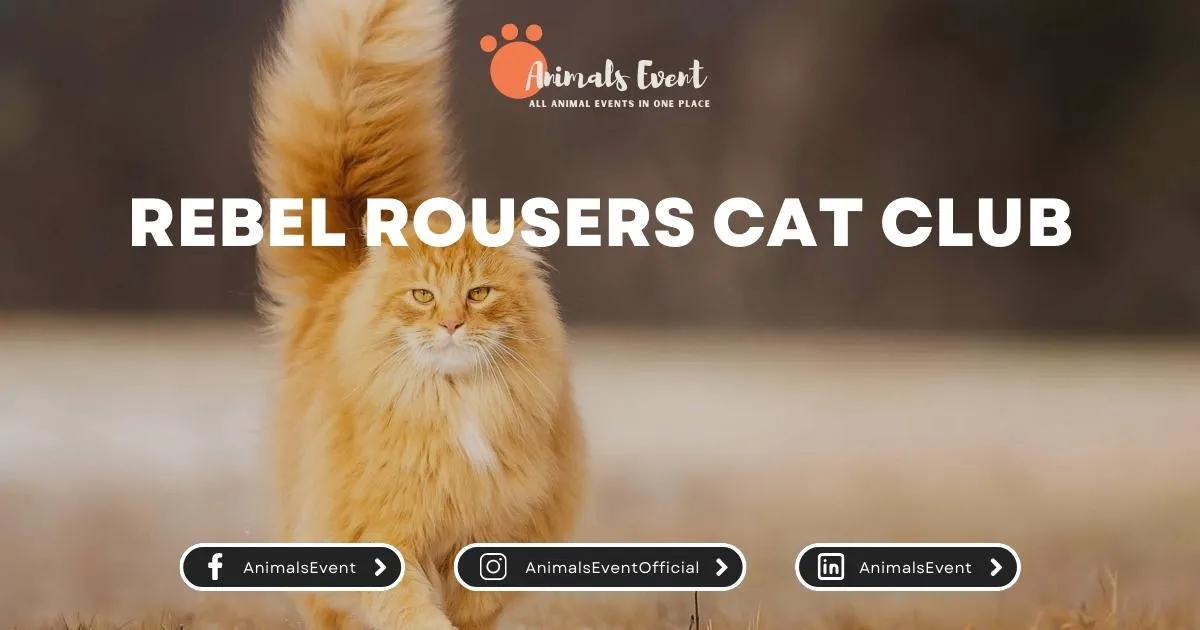 Animals Event
ALL ANIMAL EVENTS IN ONE PLACE
REBEL ROUSERS CAT CLUB
AnimalsEvent
AnimalsEventOfficial
AnimalsEvent